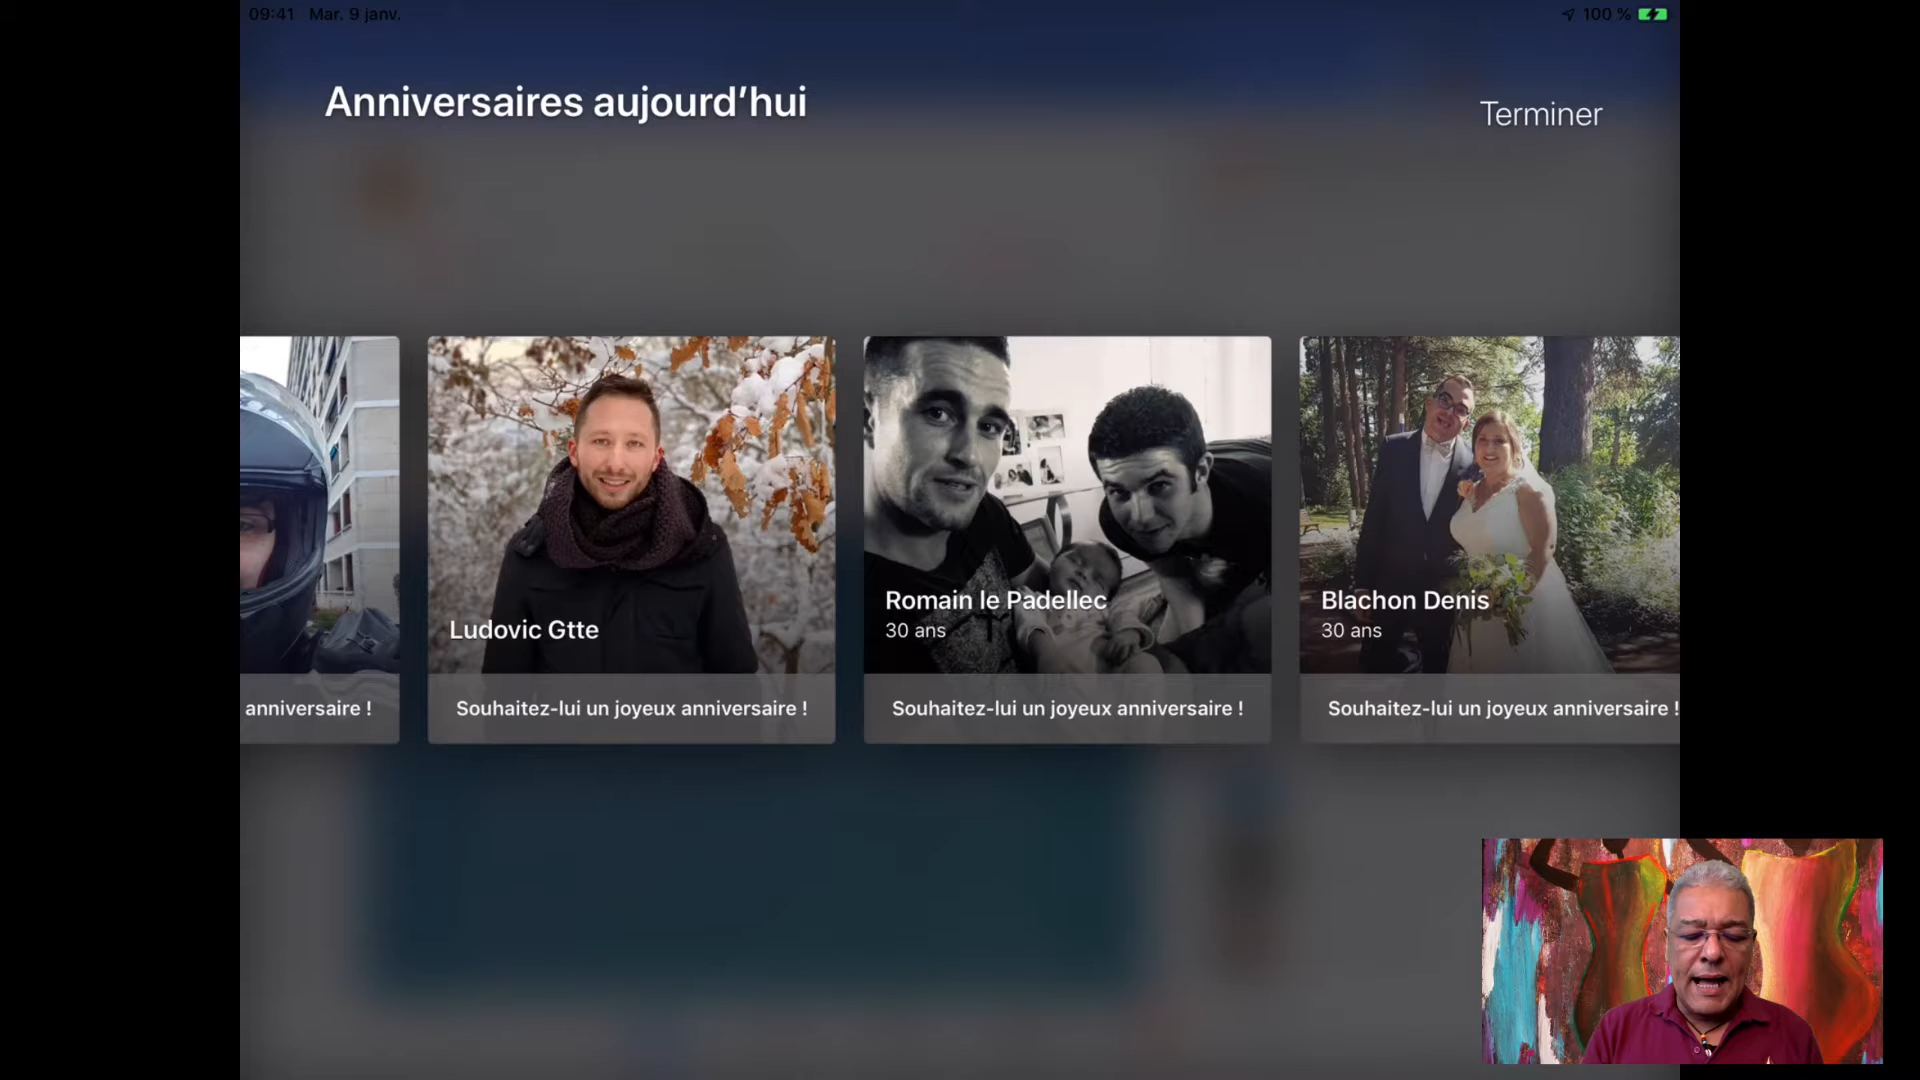 09:41 Mar. 9 janv.
100 %
Anniversaires aujourd'hui
Terminer
anniversaire !
Ludovic Gtte
Souhaitez-lui un joyeux anniversaire !
Romain le Padellec
30 ans
Souhaitez-lui un joyeux anniversaire !
Blachon Denis
30 ans
Souhaitez-lui un joyeux anniversaire !